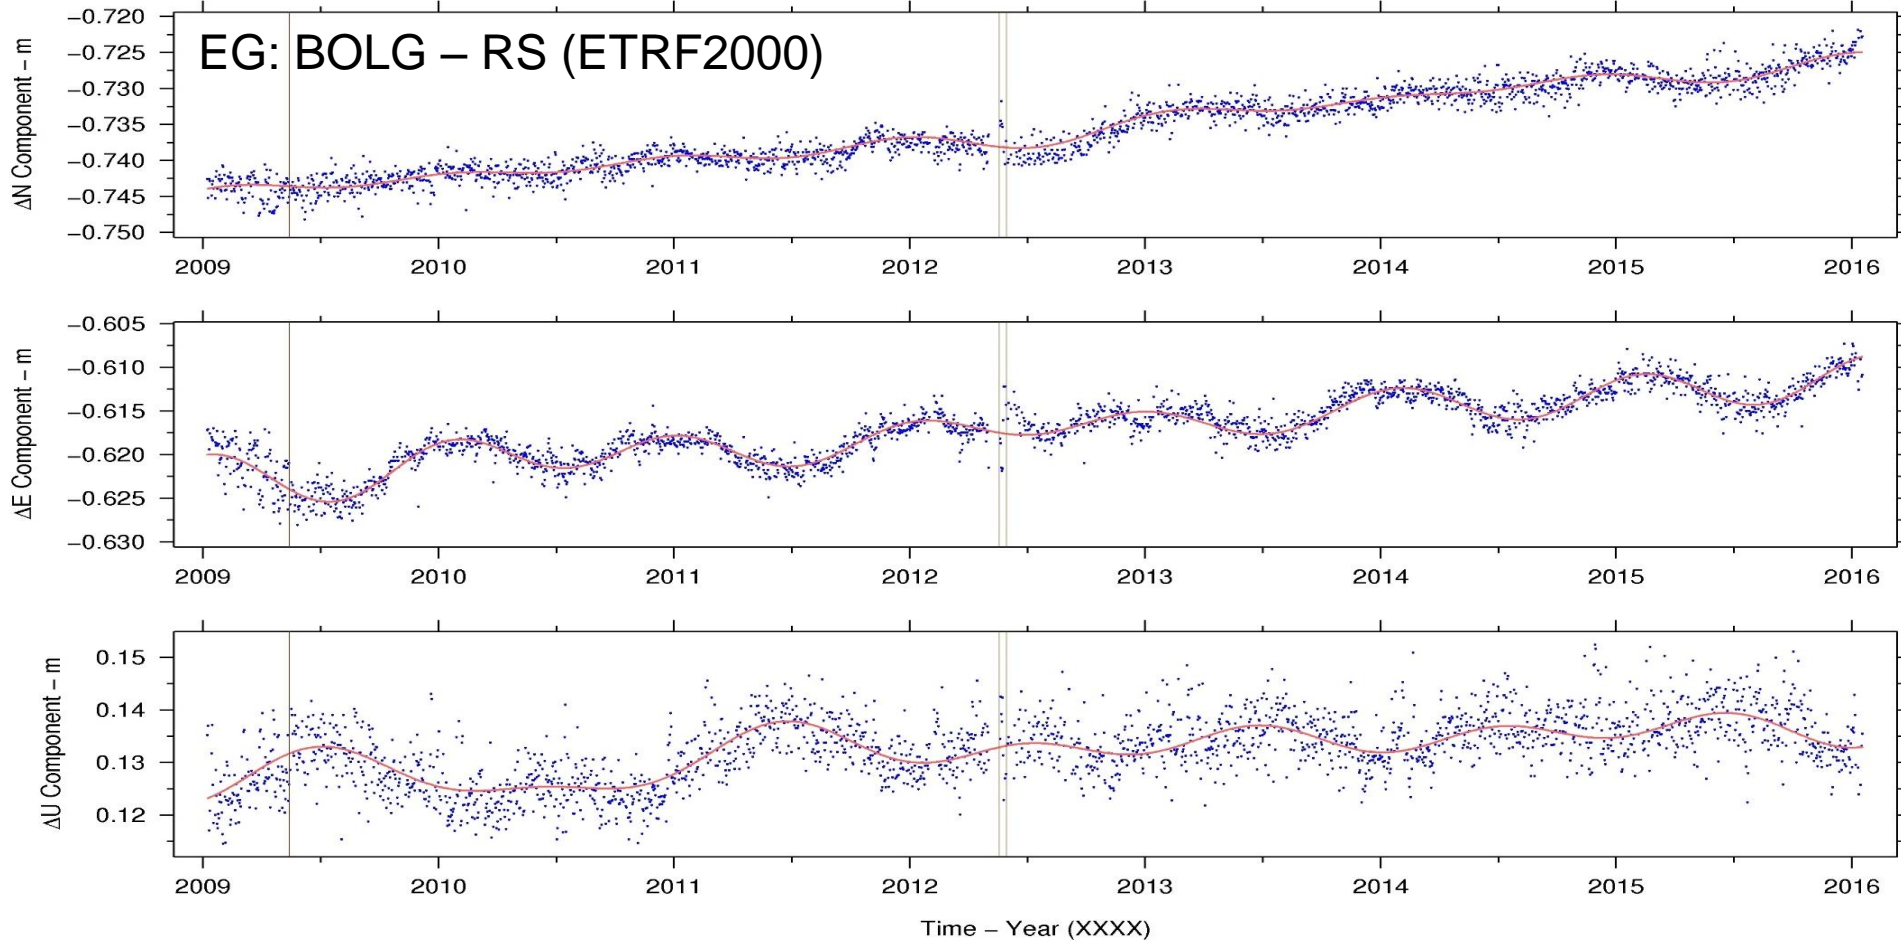 EG: BOLG – RS (ETRF2000)
ΔN Component – m
−0.720
−0.725
−0.730
−0.735
−0.740
−0.745
−0.750
2009 2010 2011 2012 2013 2014 2015 2016
ΔE Component – m
−0.605
−0.610
−0.615
−0.620
−0.625
−0.630
2009 2010 2011 2012 2013 2014 2015 2016
ΔU Component – m
0.15
0.14
0.13
0.12
2009 2010 2011 2012 2013 2014 2015 2016
Time – Year (XXXX)